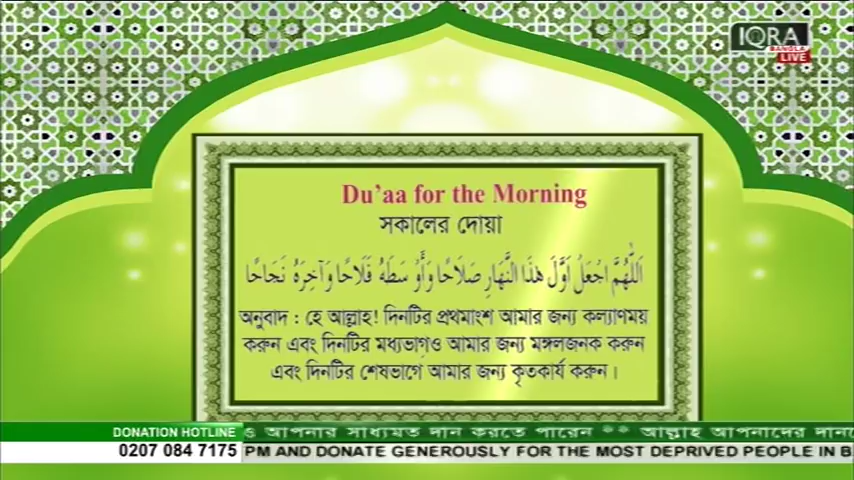 IQRA
BANGLA
LIVE
Du'aa for the Morning
সকালের দোয়া
اَللّٰهُمَّ اجْعَلْ اَوَّلَ هٰذَا النَّهَارِ صَلَاحًا وَأَوْسَطَهُ فَلَاحًا وَآخِرَهُ نَجَاحًا
অনুবাদ : হে আল্লাহ! দিনটির প্রথমাংশ আমার জন্য কল্যাণময়
করুন এবং দিনটির মধ্যভাগও আমার জন্য মঙ্গলজনক করুন
এবং দিনটির শেষভাগে আমার জন্য কৃতকার্য করুন।
DONATION HOTLINE
ও আপনার সাধ্যমত দান করতে পারেন ** আল্লাহ আপনাদের
0207 084 7175
PM AND DONATE GENEROUSLY FOR THE MOST DEPRIVED PEOPLE IN